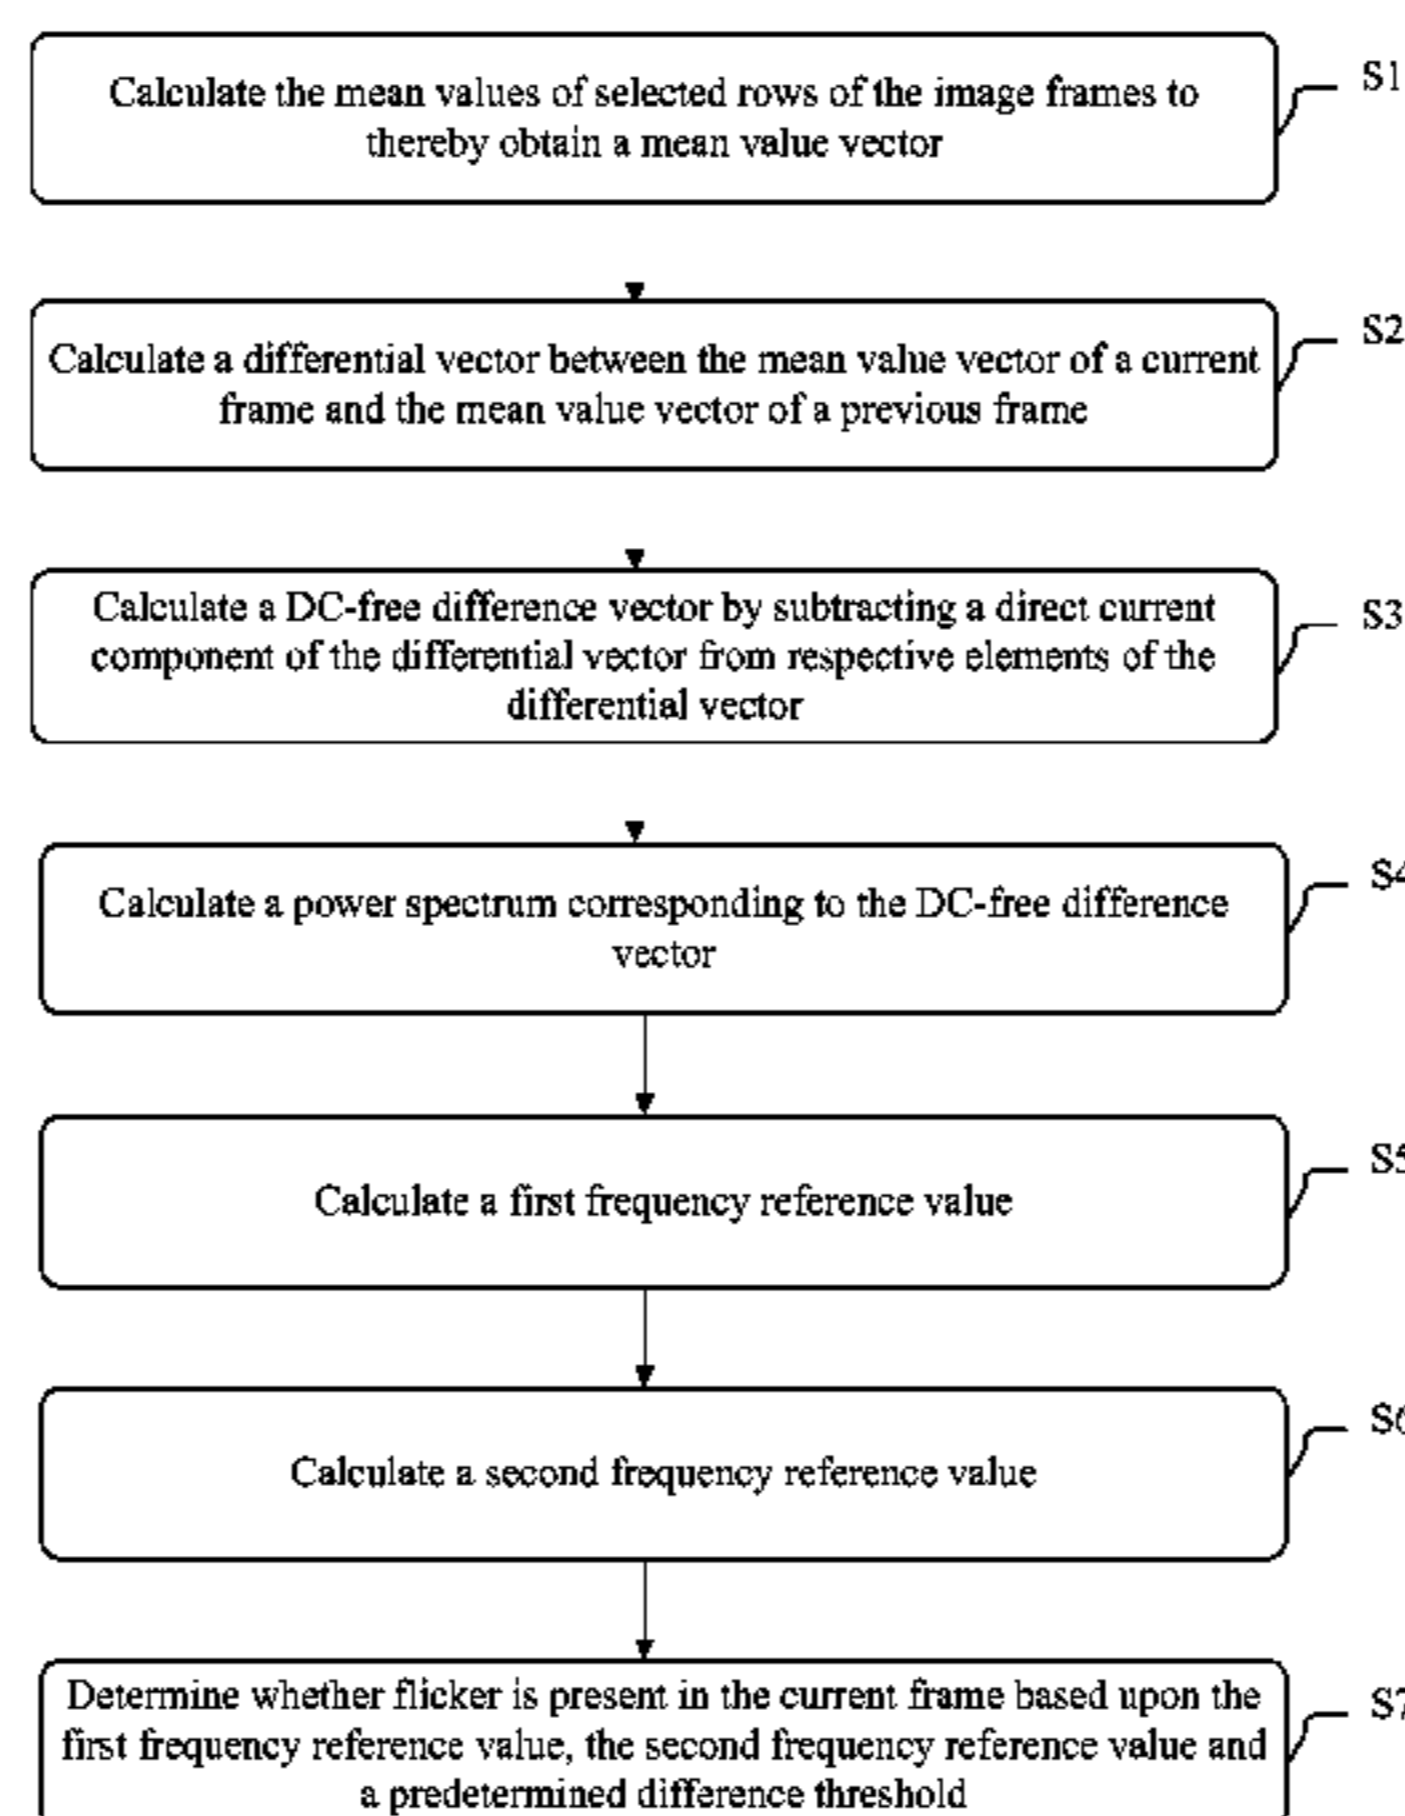 Calculate the mean values of selected rows of the image frames to
thereby obtain a mean value vector
S1
Calculate a differential vector between the mean value vector of a current
frame and the mean value vector of a previous frame
S2
Calculate a DC-free difference vector by subtracting a direct current
component of the differential vector from respective elements of the
differential vector
S3
Calculate a power spectrum corresponding to the DC-free difference
vector
S4
Calculate a first frequency reference value
S5
Calculate a second frequency reference value
S6
Determine whether flicker is present in the current frame based upon the
first frequency reference value, the second frequency reference value and
a predetermined difference threshold
S7